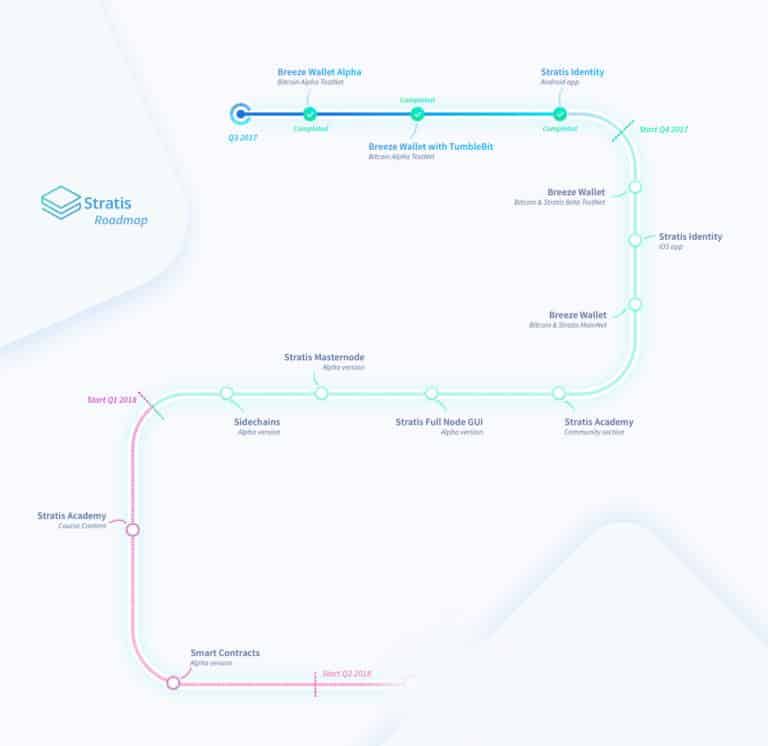 Breeze Wallet Alpha
Bitcoin Alpha TestNet
Completed
Stratis Identity
Android app
Completed
Completed
Q3 2017
Breeze Wallet with TumbleBit
Bitcoin Alpha TestNet
Start Q4 2017
Stratis
Roadmap
Breeze Wallet
Bitcoin & Stratis Beta TestNet
Stratis Identity
iOS app
Breeze Wallet
Bitcoin & Stratis MainNet
Stratis Masternode
Alpha version
Start Q1 2018
Sidechains
Alpha version
Stratis Full Node GUI
Alpha version
Stratis Academy
Community section
Stratis Academy
Course Content
Smart Contracts
Alpha version
Start Q2 2018